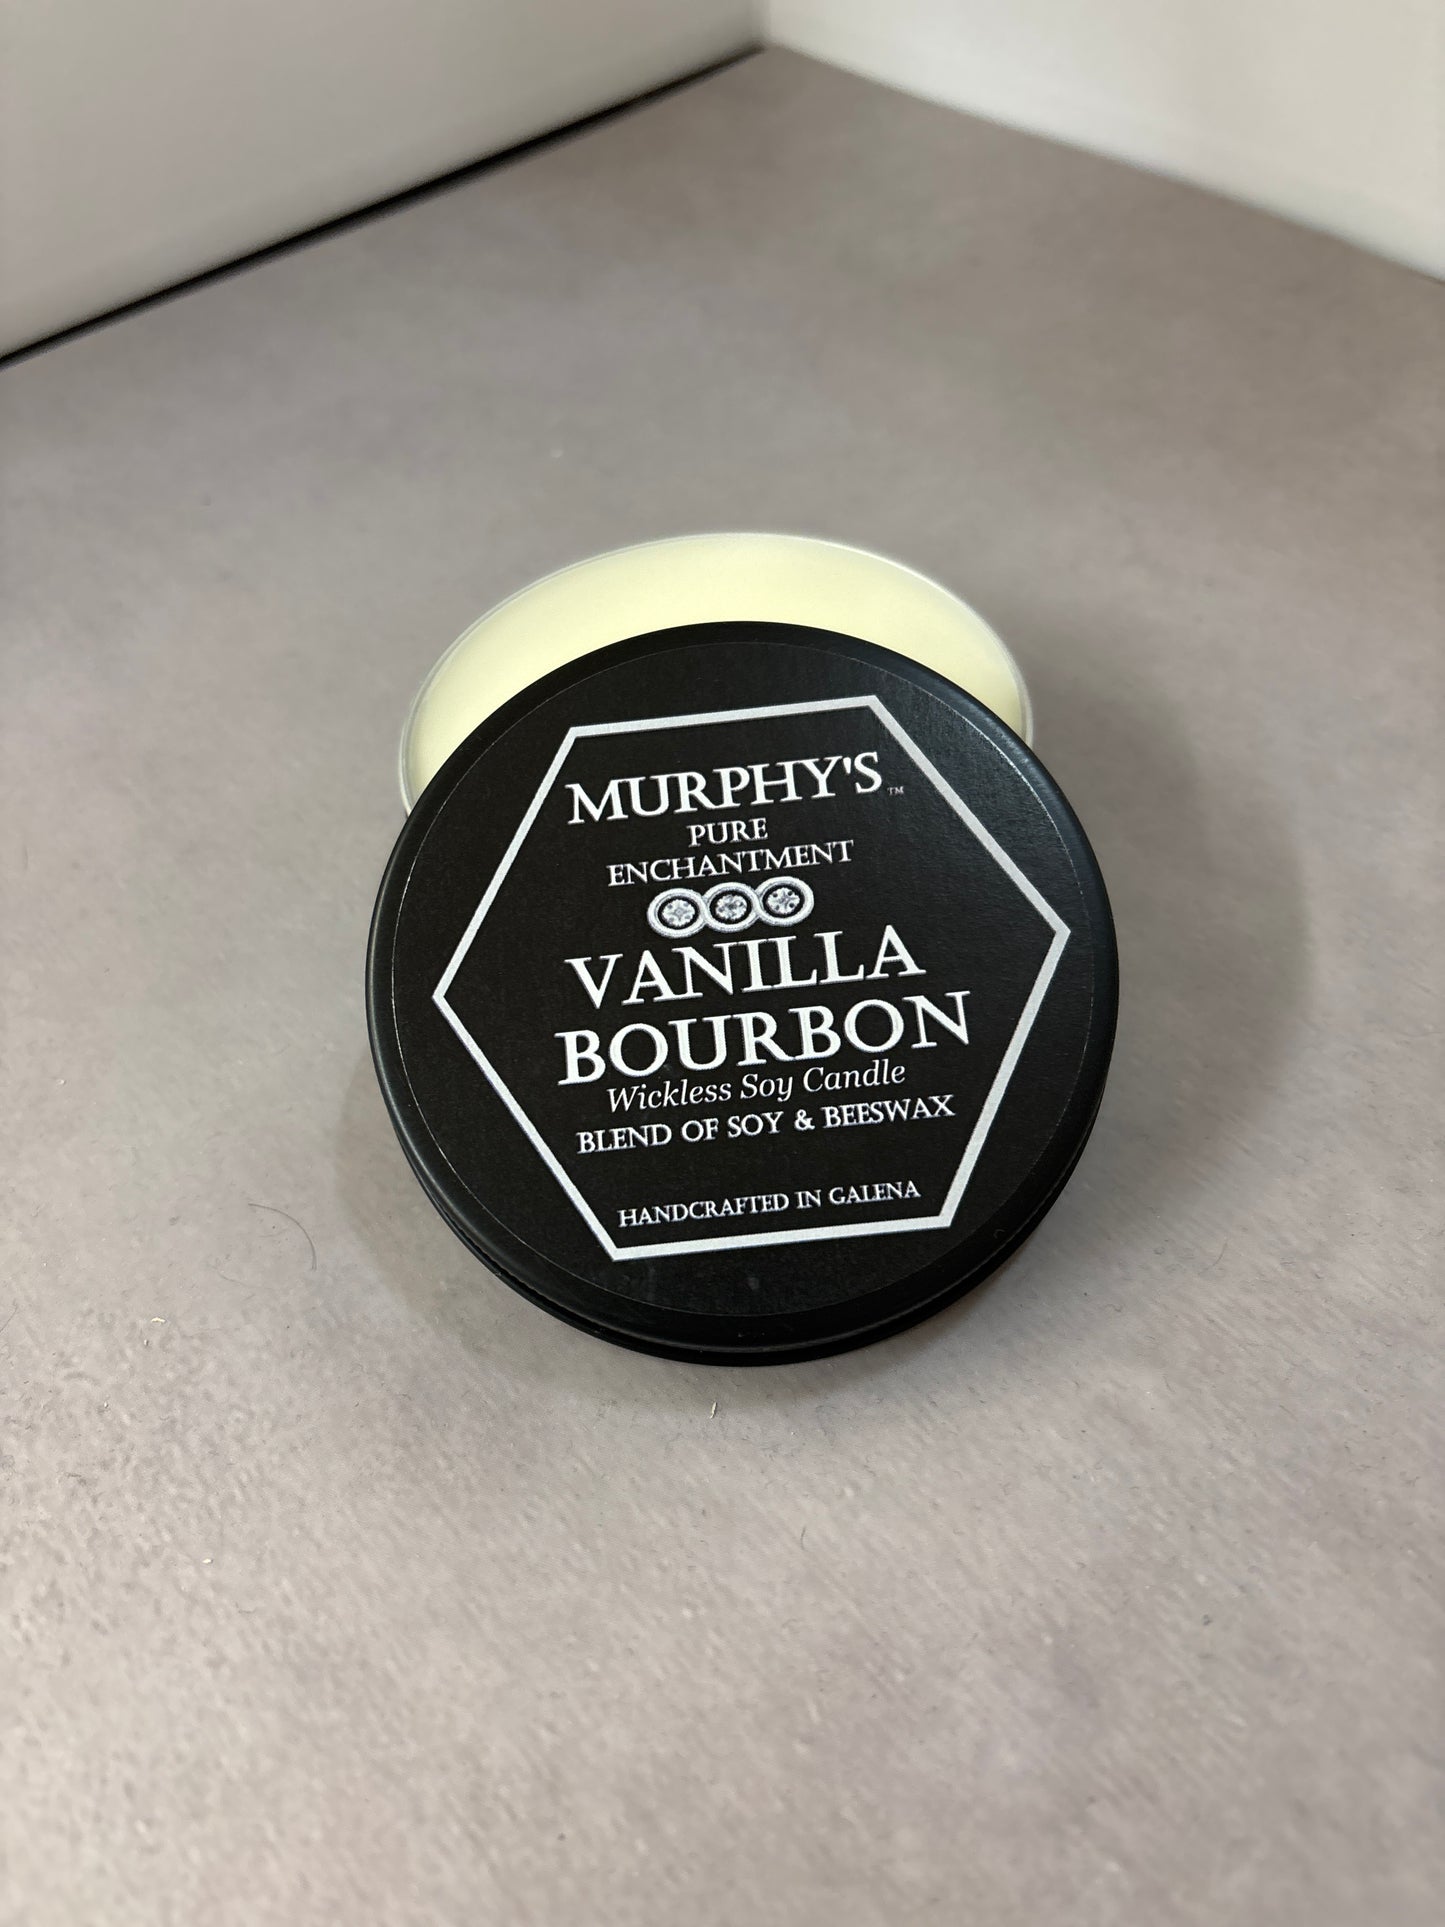 MURPHY'S™
PURE
ENCHANTMENT
VANILLA
BOURBON
Wickless Soy Candle
BLEND OF SOY & BEESWAX
HANDCRAFTED IN GALENA